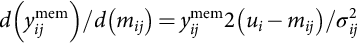 d(y_{ij}^{mem})/d(m_{ij}) = y_{ij}^{mem}2(u_i − m_{ij})/σ_{ij}^2